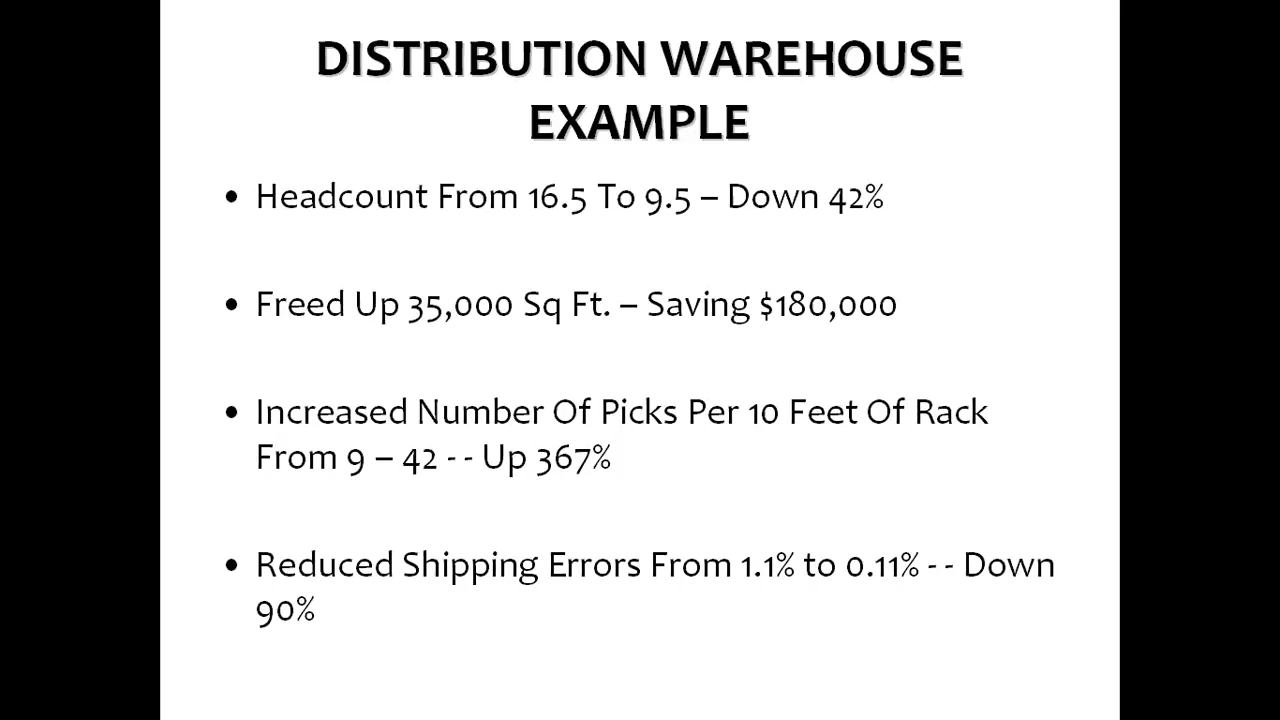 DISTRIBUTION WAREHOUSE
EXAMPLE
• Headcount From 16.5 To 9.5 – Down 42%
• Freed Up 35,000 Sq Ft. – Saving $180,000
• Increased Number Of Picks Per 10 Feet Of Rack
From 9 – 42 - - Up 367%
• Reduced Shipping Errors From 1.1% to 0.11% - - Down
90%